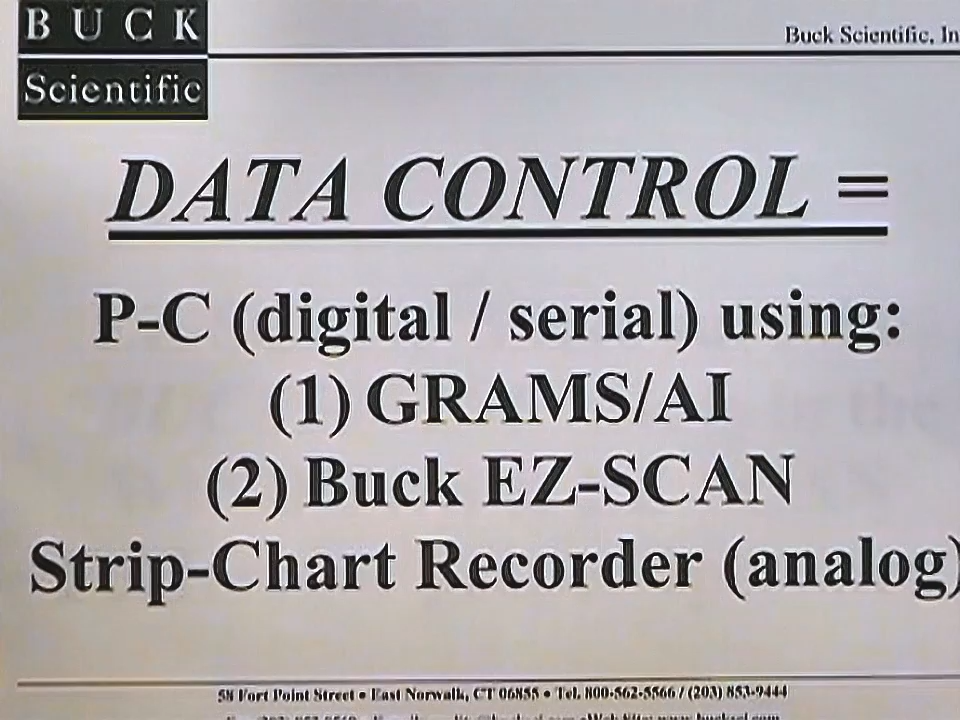 BUCK
Scientific
Buck Scientific, In
DATA CONTROL =
P-C (digital / serial) using:
(1) GRAMS/AI
(2) Buck EZ-SCAN
Strip-Chart Recorder (analog)
58 Fort Point Street • East Norwalk, CT 06855 • Tel. 800-562-5566 / (203) 853-9444